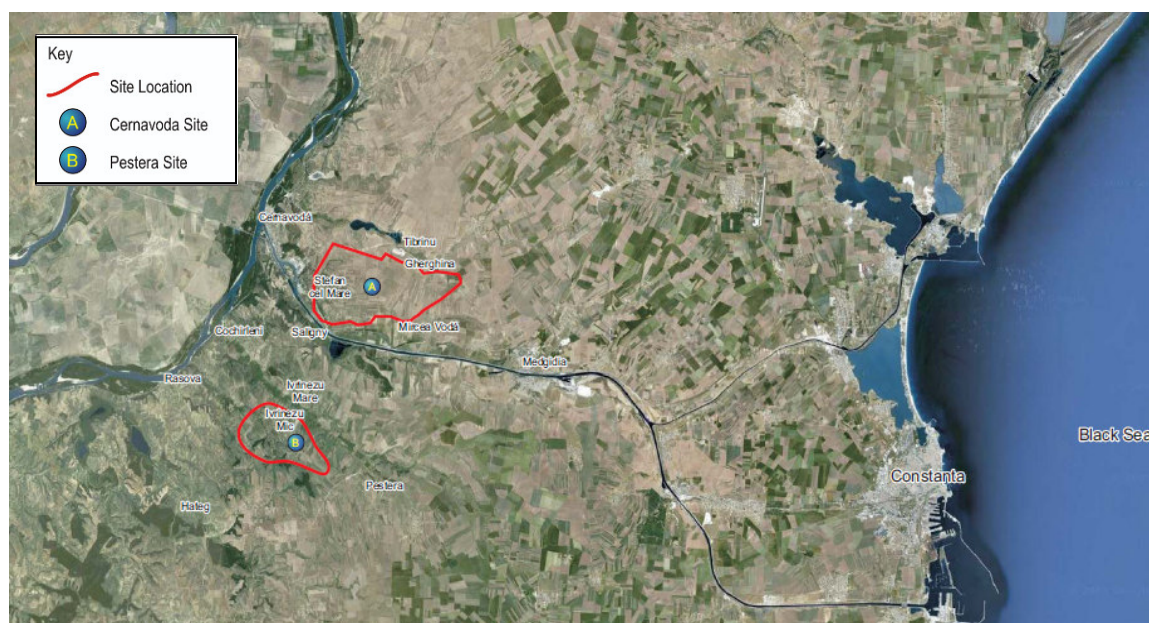 Key
Site Location
A Cernavoda Site
B Pestera Site
Cernavodă
Tibrinu
Gherghina
Stefan
cel Mare
A
Mircea Vodă
Cochirleni
Saligny
Medgidia
Rasova
Ivrinezu
Mare
Ivrinezu
Mic
B
Black Sea
Constanta
Pestera
Hateg